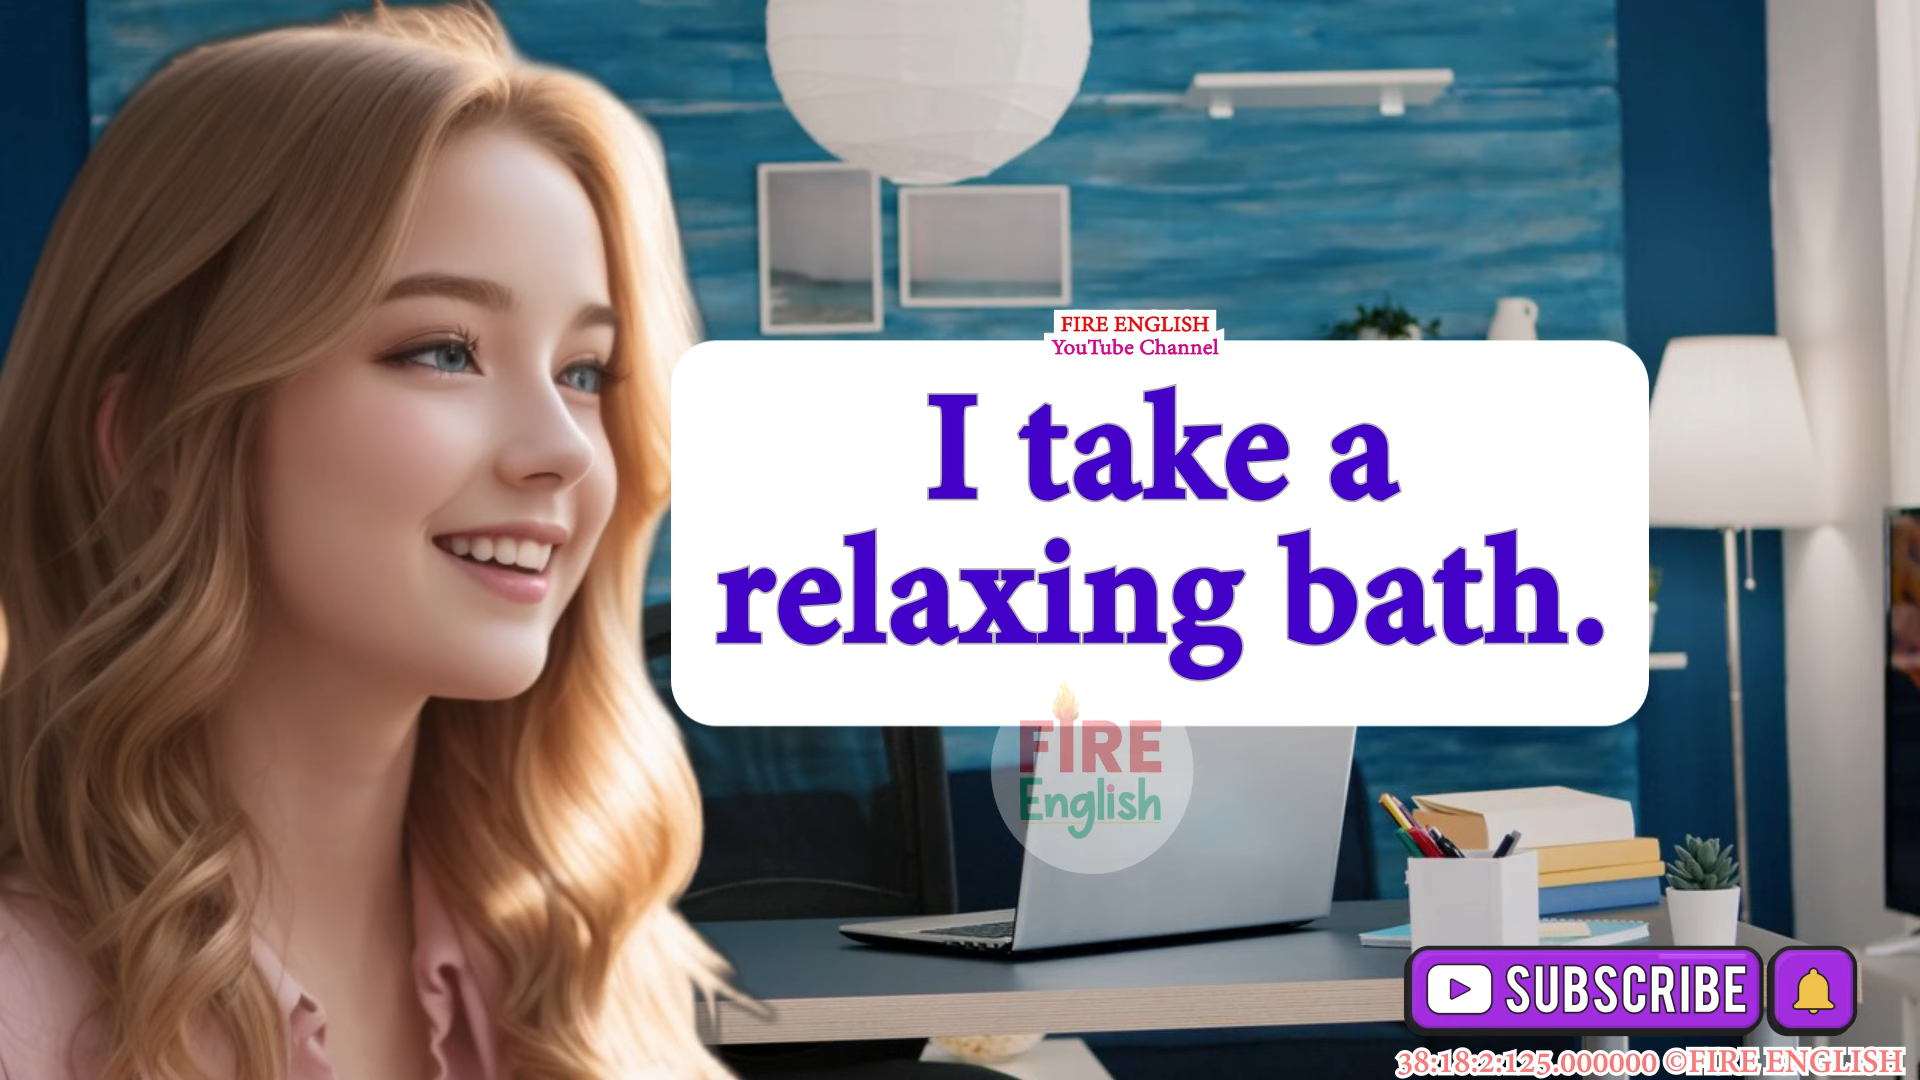 FIRE ENGLISH
YouTube Channel
I take a
relaxing bath.
FIRE
English
SUBSCRIBE
38:18:2:125.000000 ©FIRE ENGLISH